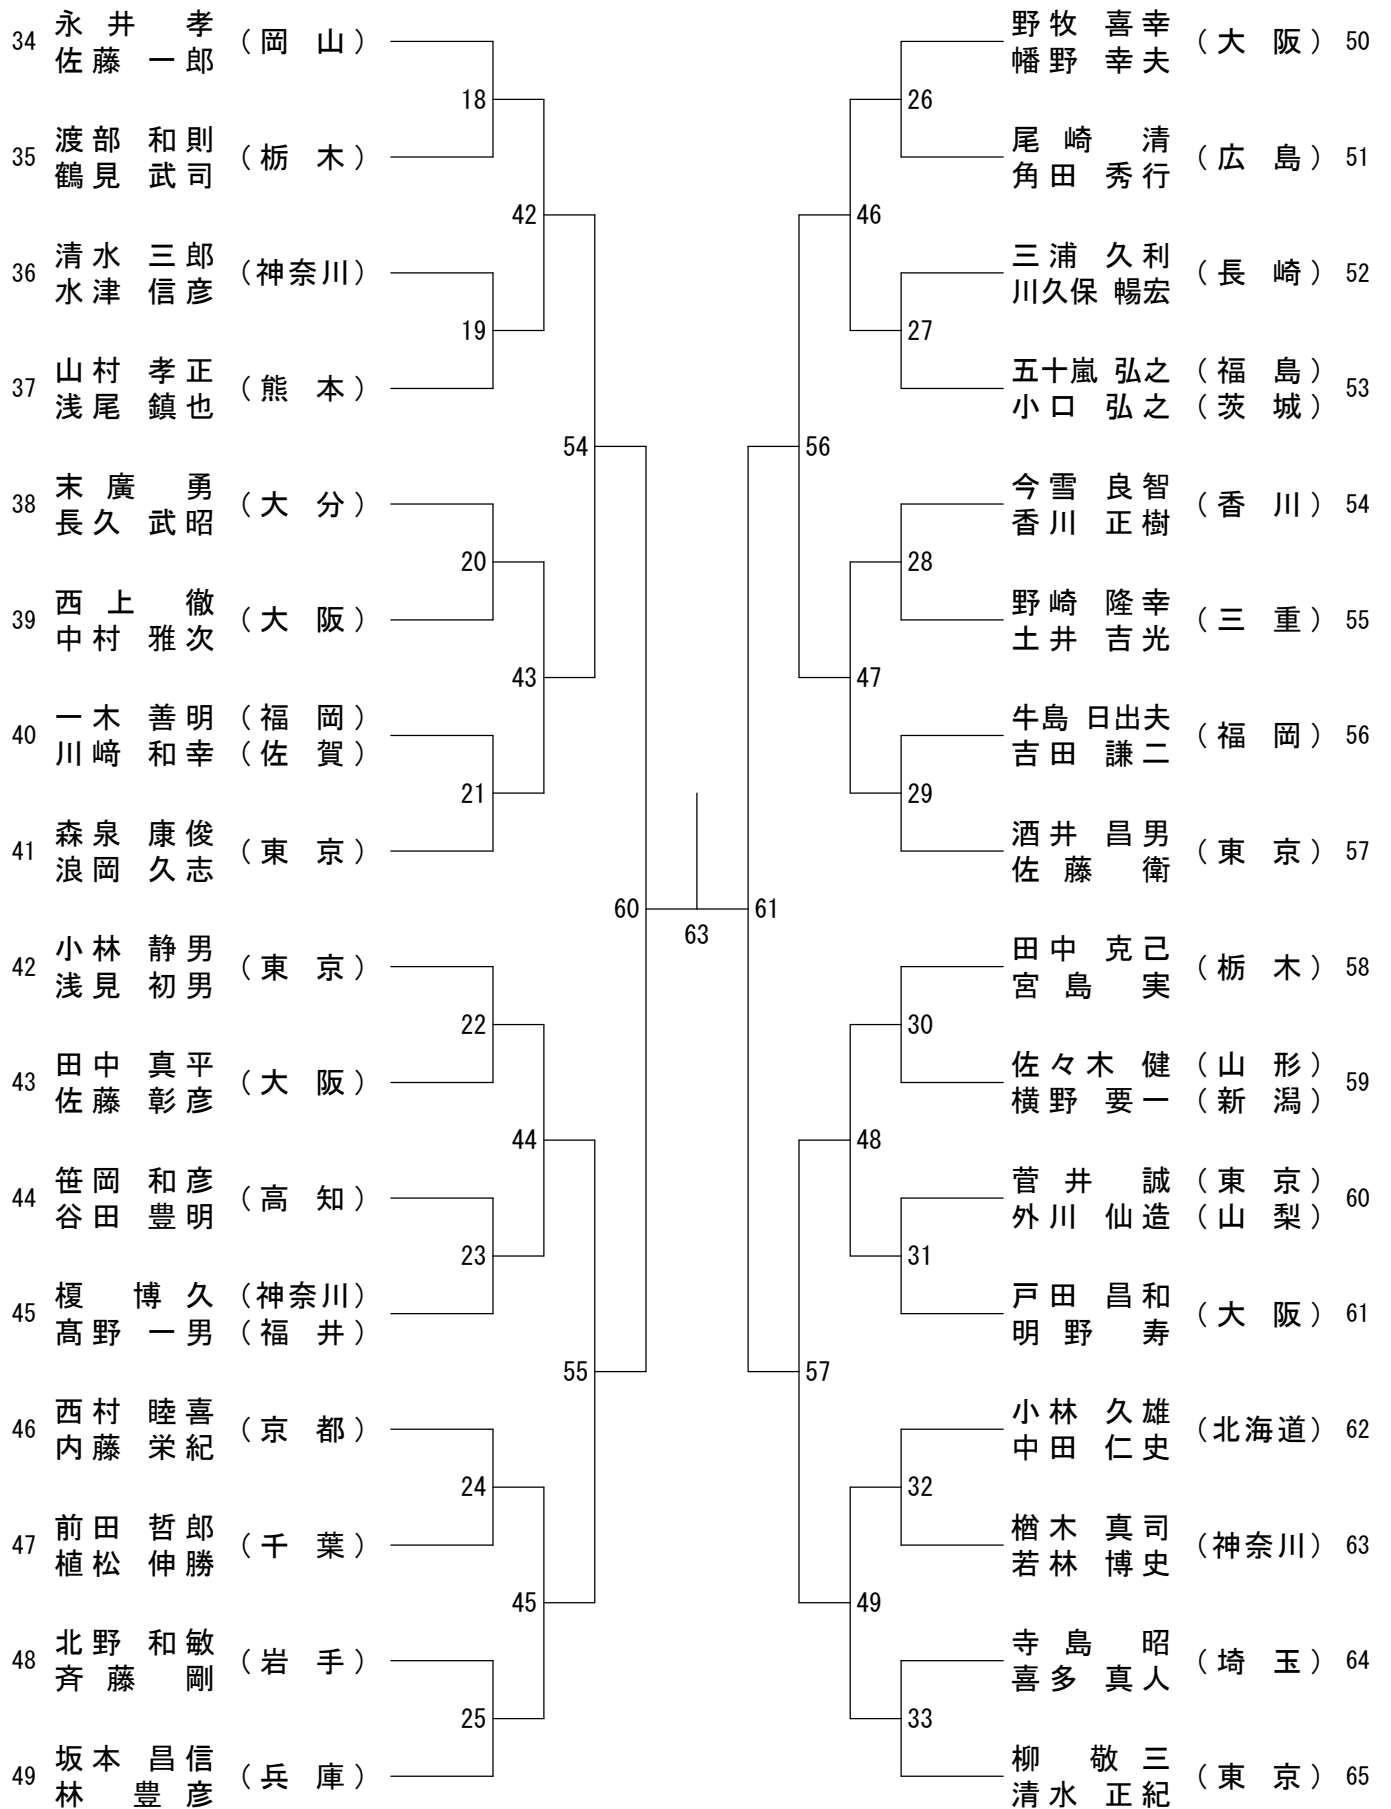 34 永井 孝 (岡山)
佐藤 一郎
18
35 渡部 和則 (栃木)
鶴見 武司
42
36 清水 三郎 (神奈川)
水津 信彦
19
37 山村 孝正 (熊本)
浅尾 鎮也
54
38 末廣 勇 (大分)
長久 武昭
20
39 西上 徹 (大阪)
中村 雅次
43
40 一木 善明 (福岡)
川﨑 和幸 (佐賀)
21
41 森泉 康俊 (東京)
浪岡 久志
60
42 小林 静男 (東京)
浅見 初男
22
43 田中 真平 (大阪)
佐藤 彰彦
44
44 笹岡 和彦 (高知)
谷田 豊明
23
45 榎 博久 (神奈川)
髙野 一男 (福井)
55
46 西村 睦喜 (京都)
内藤 栄紀
24
47 前田 哲郎 (千葉)
植松 伸勝
45
48 北野 和敏 (岩手)
斉藤 剛
25
49 坂本 昌信 (兵庫)
林 豊彦
63
野牧 喜幸 (大阪) 50
幡野 幸夫
26
尾崎 清 (広島) 51
角田 秀行
46
三浦 久利 (長崎) 52
川久保 暢宏
27
五十嵐 弘之 (福島) 53
小口 弘之 (茨城)
56
今雪 良智 (香川) 54
香川 正樹
28
野崎 隆幸 (三重) 55
土井 吉光
47
牛島 日出夫 (福岡) 56
吉田 謙二
29
酒井 昌男 (東京) 57
佐藤 衛
61
田中 克己 (栃木) 58
宮島 実
30
佐々木 健 (山形) 59
横野 要一 (新潟)
48
菅井 誠 (東京) 60
外川 仙造 (山梨)
31
戸田 昌和 (大阪) 61
明野 寿
57
小林 久雄 (北海道) 62
中田 仁史
32
楢木 真司 (神奈川) 63
若林 博史
49
寺島 昭 (埼玉) 64
喜多 真人
33
柳 敬三 (東京) 65
清水 正紀